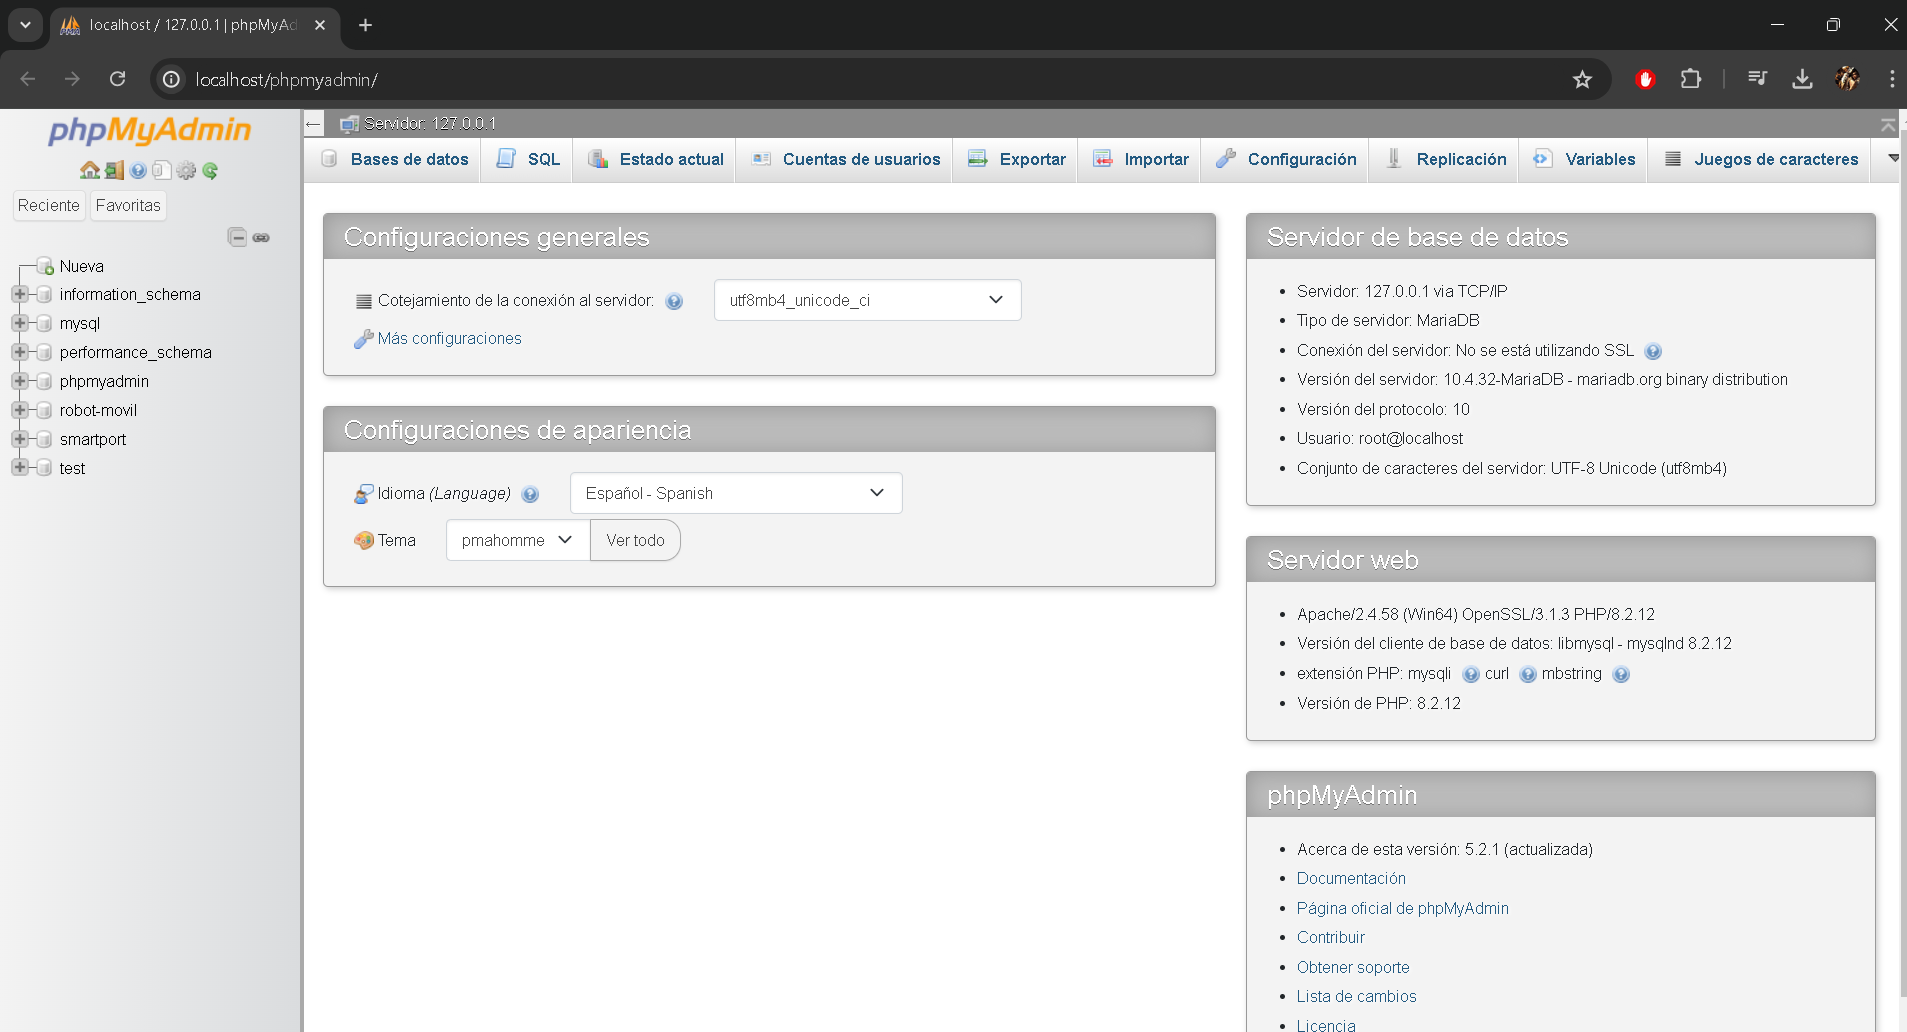 localhost / 127.0.0.1 | phpMyAd
localhost/phpmyadmin/
phpMyAdmin
Reciente
Favoritas
Nueva
information_schema
mysql
performance_schema
phpmyadmin
robot-movil
smartport
test
Servidor: 127.0.0.1
Bases de datos
SQL
Estado actual
Cuentas de usuarios
Exportar
Importar
Configuración
Replicación
Variables
Juegos de caracteres
Configuraciones generales
Cotejamiento de la conexión al servidor:
utf8mb4_unicode_ci
Más configuraciones
Configuraciones de apariencia
Idioma (Language)
Español - Spanish
Tema
pmahomme
Ver todo
Servidor de base de datos
Servidor: 127.0.0.1 via TCP/IP
Tipo de servidor: MariaDB
Conexión del servidor: No se está utilizando SSL
Versión del servidor: 10.4.32-MariaDB - mariadb.org binary distribution
Versión del protocolo: 10
Usuario: root@localhost
Conjunto de caracteres del servidor: UTF-8 Unicode (utf8mb4)
Servidor web
Apache/2.4.58 (Win64) OpenSSL/3.1.3 PHP/8.2.12
Versión del cliente de base de datos: libmysql - mysqlnd 8.2.12
extensión PHP: mysqli curl mbstring
Versión de PHP: 8.2.12
phpMyAdmin
Acerca de esta versión: 5.2.1 (actualizada)
Documentación
Página oficial de phpMyAdmin
Contribuir
Obtener soporte
Lista de cambios
Licencia